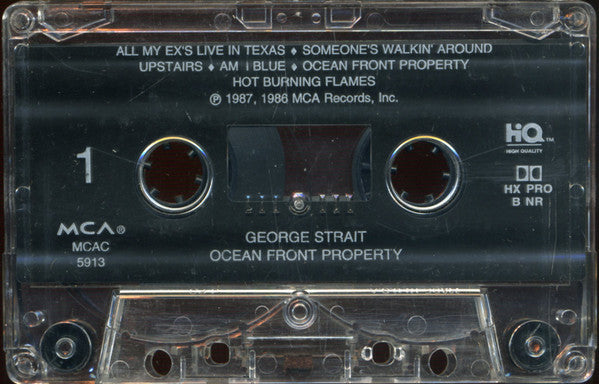 ALL MY EX'S LIVE IN TEXAS ♦ SOMEONE'S WALKIN' AROUND
UPSTAIRS ♦ AM I BLUE ♦ OCEAN FRONT PROPERTY
HOT BURNING FLAMES
℗ 1987, 1986 MCA Records, Inc.
1
HiQ™
HIGH QUALITY
HX PRO
B NR
MCA®
MCAC
5913
GEORGE STRAIT
OCEAN FRONT PROPERTY